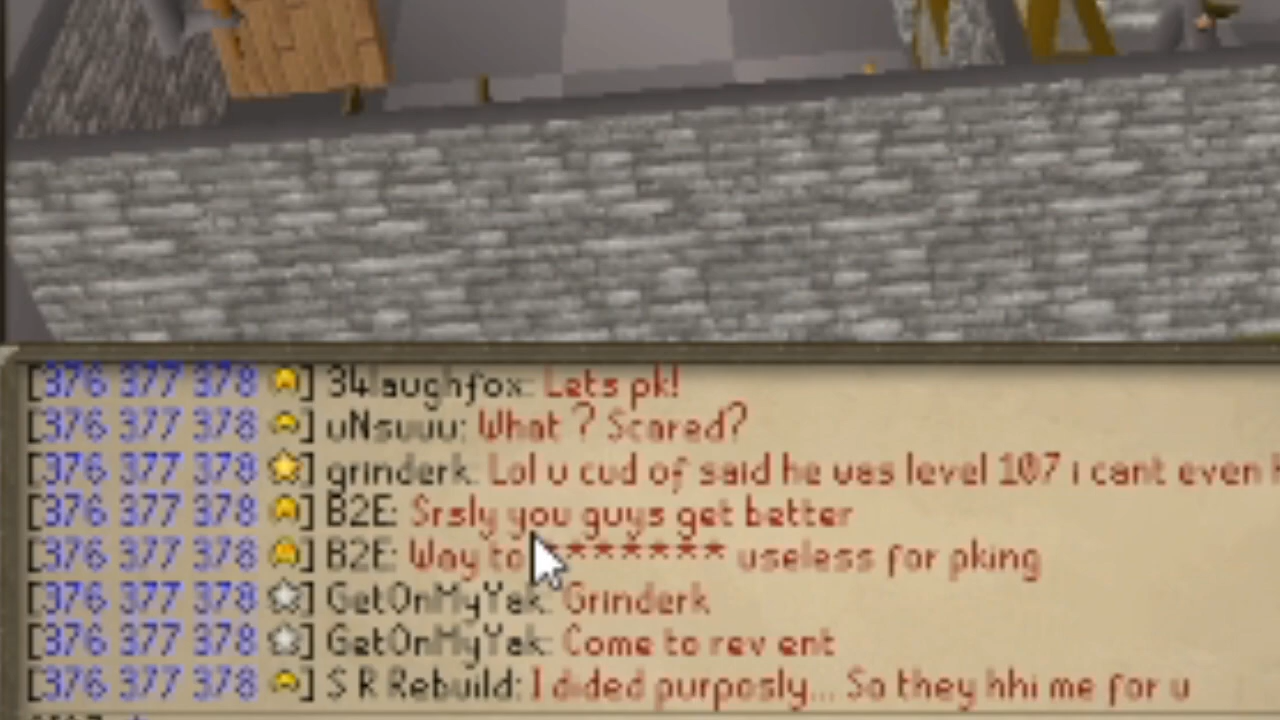 [376 377 378] 34laughfox: Lets pk!
[376 377 378] uNsuuu: What ? Scared?
[376 377 378] grinderk: Lol u cud of said he was level 107 i cant even
[376 377 378] B2E: Srsly you guys get better
[376 377 378] B2E: Way to ******* useless for pking
[376 377 378] GetOnMyYak: Grinderk
[376 377 378] GetOnMyYak: Come to rev ent
[376 377 378] S R Rebuild: I dided purposly... So they hhi me for u